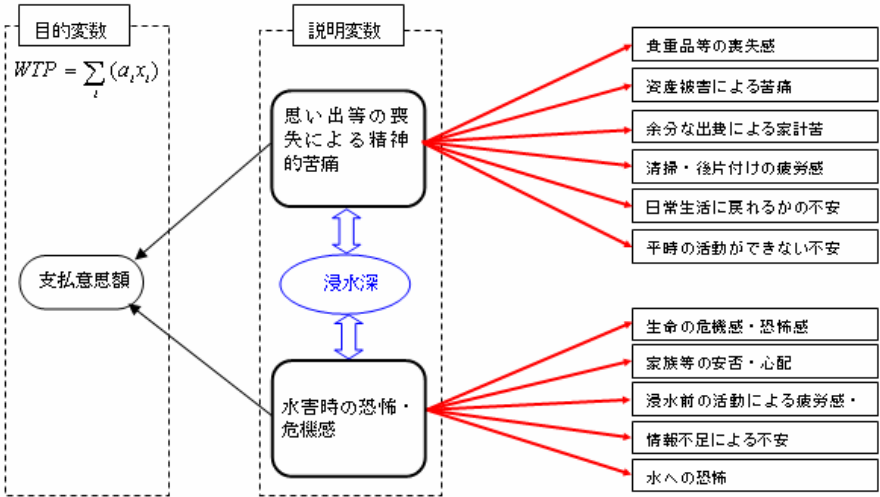 目的変数
WTP = ∑i (aixi)
支払意思額
説明変数
思い出等の喪
失による精神
的苦痛
浸水深
水害時の恐怖・
危機感
貴重品等の喪失感
資産被害による苦痛
余分な出費による家計苦
清掃・後片付けの疲労感
日常生活に戻れるかの不安
平時の活動ができない不安
生命の危機感・恐怖感
家族等の安否・心配
浸水前の活動による疲労感・
情報不足による不安
水への恐怖